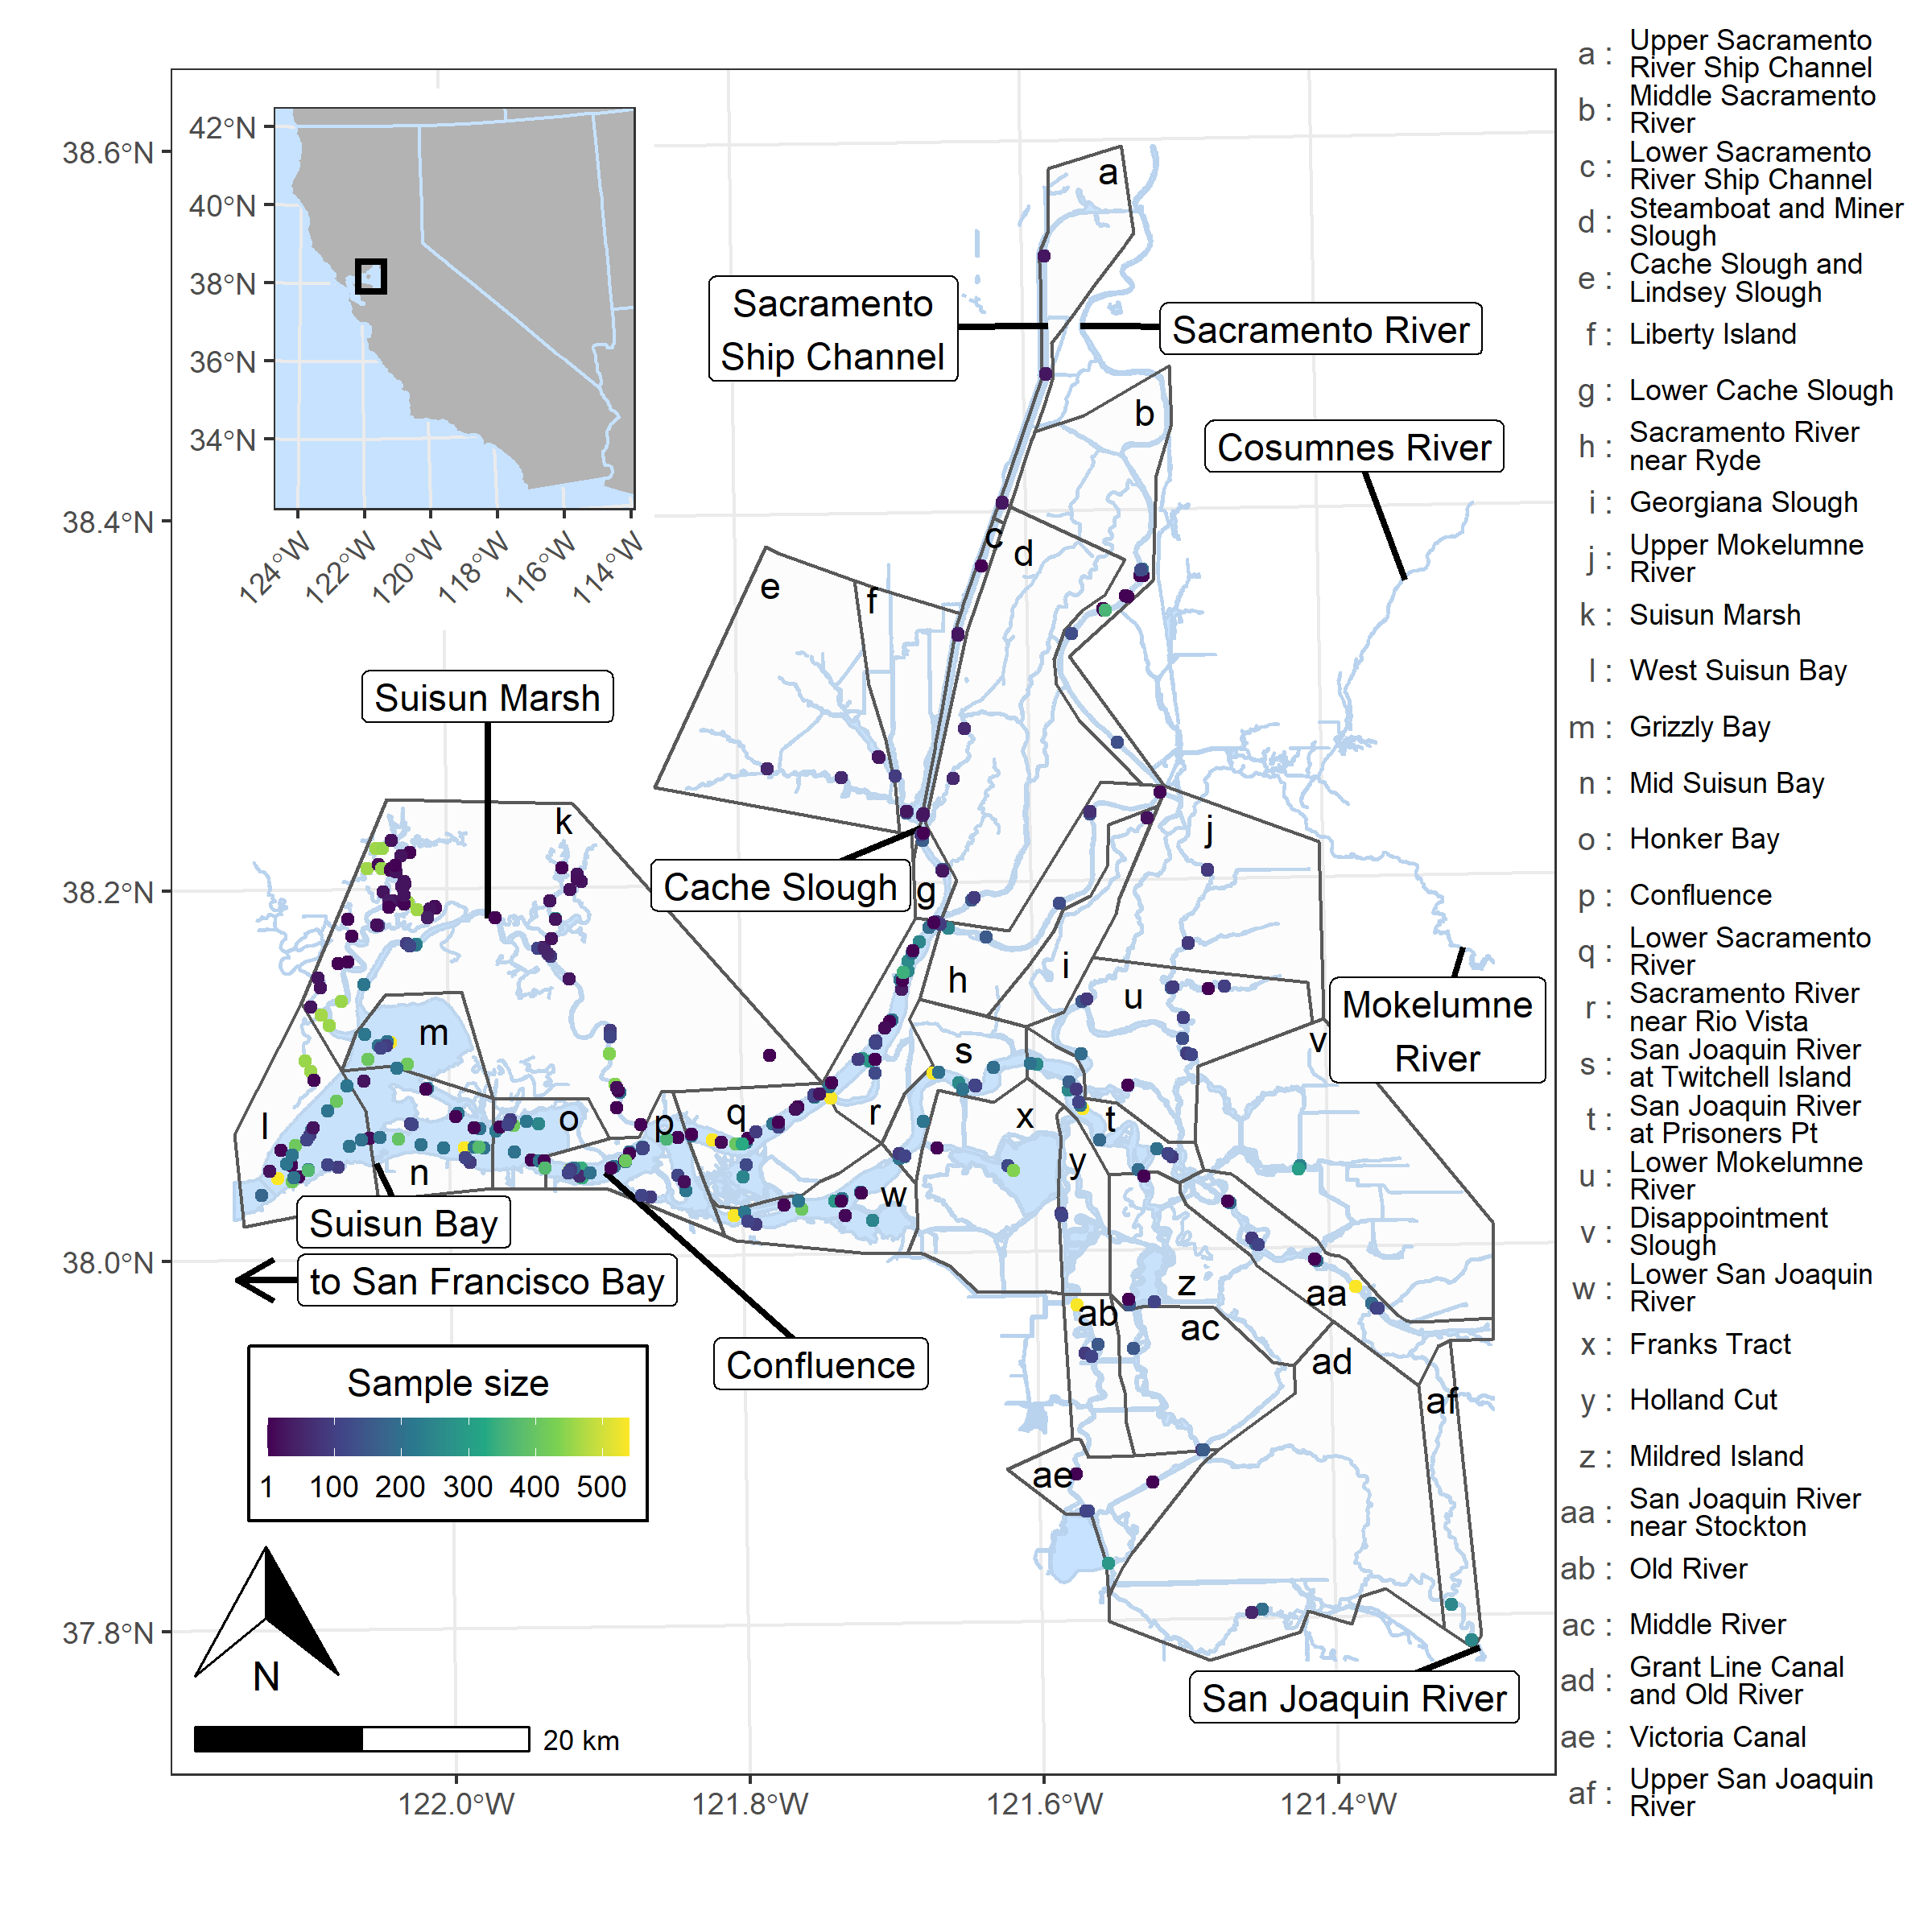 42°N
40°N
38°N
36°N
34°N
124°W
122°W
120°W
118°W
116°W
114°W
38.6°N
38.4°N
38.2°N
38.0°N
37.8°N
122.0°W
121.8°W
121.6°W
121.4°W
Sacramento
Ship Channel
Sacramento River
Cosumnes River
Suisun Marsh
Cache Slough
Mokelumne
River
Suisun Bay
to San Francisco Bay
Confluence
San Joaquin River
a
b
c
d
e
f
g
h
i
j
k
l
m
n
o
p
q
r
s
t
u
v
w
x
y
z
aa
ab
ac
ad
ae
af
Sample size
1 100 200 300 400 500
N
20 km
a : Upper Sacramento
River Ship Channel
b : Middle Sacramento
River
c : Lower Sacramento
River Ship Channel
d : Steamboat and Miner
Slough
e : Cache Slough and
Lindsey Slough
f : Liberty Island
g : Lower Cache Slough
h : Sacramento River
near Ryde
i : Georgiana Slough
j : Upper Mokelumne
River
k : Suisun Marsh
l : West Suisun Bay
m : Grizzly Bay
n : Mid Suisun Bay
o : Honker Bay
p : Confluence
q : Lower Sacramento
River
r : Sacramento River
near Rio Vista
s : San Joaquin River
at Twitchell Island
t : San Joaquin River
at Prisoners Pt
u : Lower Mokelumne
River
v : Disappointment
Slough
w : Lower San Joaquin
River
x : Franks Tract
y : Holland Cut
z : Mildred Island
aa : San Joaquin River
near Stockton
ab : Old River
ac : Middle River
ad : Grant Line Canal
and Old River
ae : Victoria Canal
af : Upper San Joaquin
River